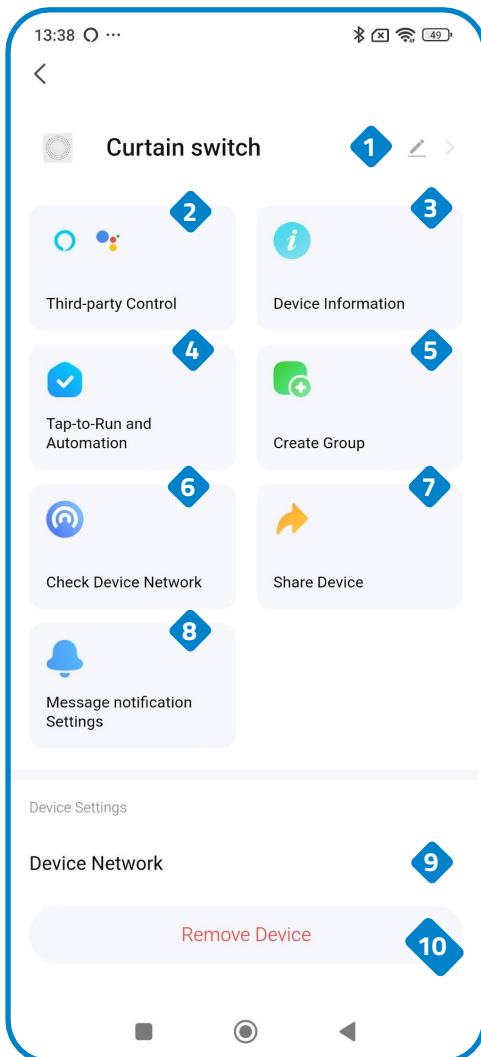 13:38 ... 49
Curtain switch 1
2 3
Third-party Control Device Information
4 5
Tap-to-Run and
Automation Create Group
6 7
Check Device Network Share Device
8
Message notification
Settings
Device Settings
Device Network 9
Remove Device 10